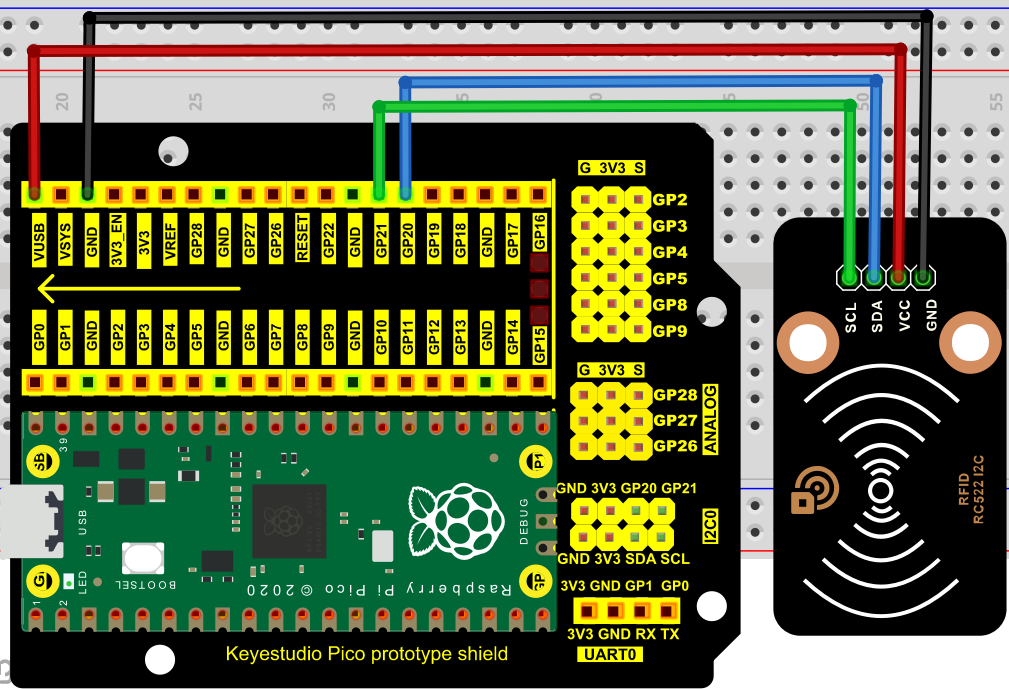 20 25 30 35 40 45 50 55
G 3V3 S
GP2
GP3
GP4
GP5
GP8
GP9
VUSB VSYS GND 3V3_EN 3V3 VREF GP28 GND GP27 GP26 RESET GP22 GND GP21 GP20 GP19 GP18 GND GP17 GP16
GP0 GP1 GND GP2 GP3 GP4 GP5 GND GP6 GP7 GP8 GP9 GND GP10 GP11 GP12 GP13 GND GP14 GP15
SCL SDA VCC GND
G 3V3 S
GP28
GP27
GP26
ANALOG
39
SB
P1
USB
DEBUG
GND 3V3 GP20 GP21
I2C0
GND 3V3 SDA SCL
RFID
RC522 I2C
G
LED
BOOTSEL
Raspberry Pi Pico © 2020
GP
1 2
3V3 GND GP1 GP0
3V3 GND RX TX
UART0
Keyestudio Pico prototype shield